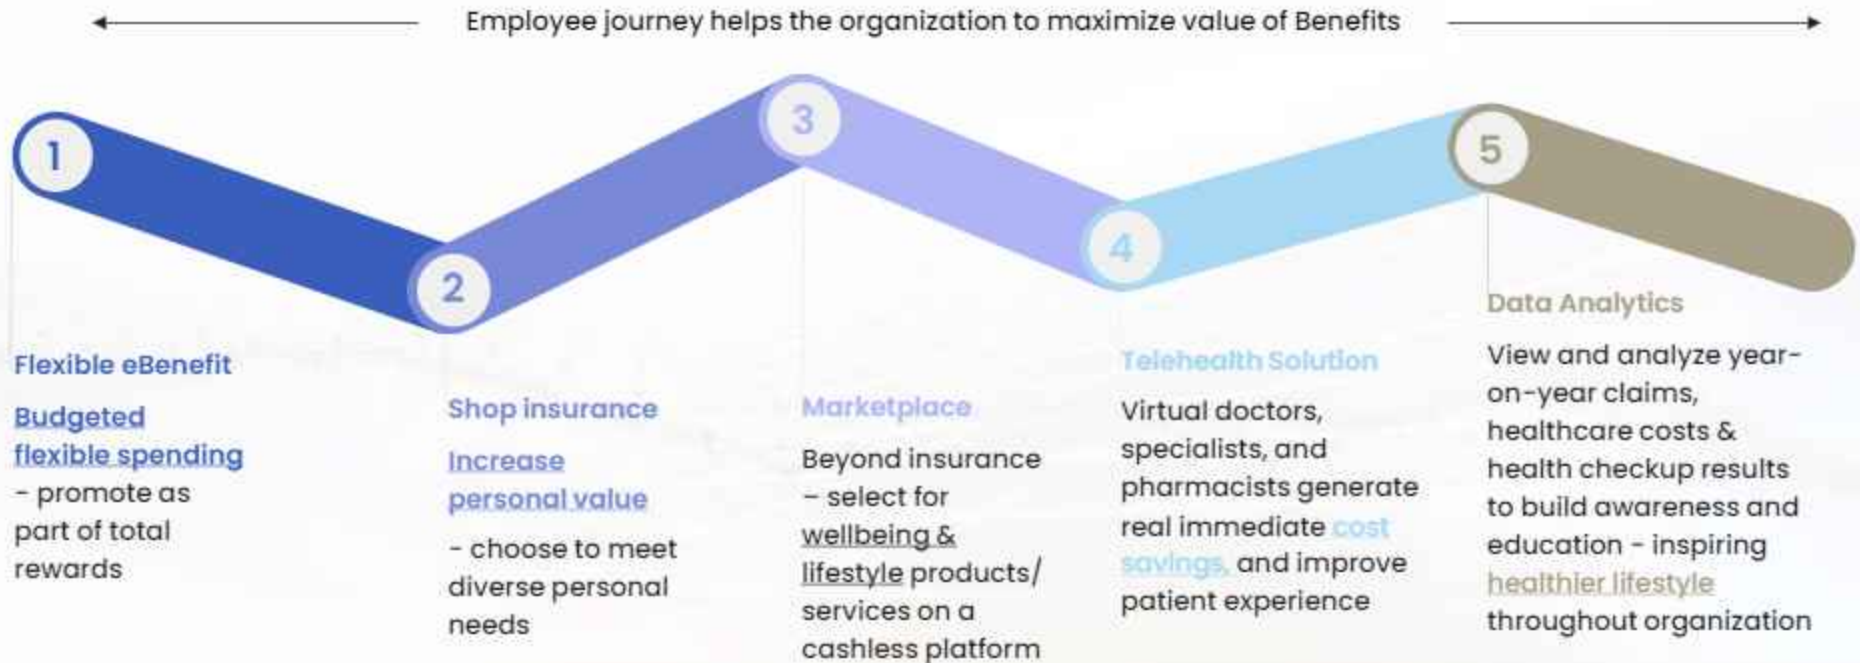 Employee journey helps the organization to maximize value of Benefits
1
2
3
4
5
Flexible eBenefit
Budgeted
flexible spending
- promote as
part of total
rewards
Shop insurance
Increase
personal value
- choose to meet
diverse personal
needs
Marketplace
Beyond insurance
– select for
wellbeing &
lifestyle products/
services on a
cashless platform
Telehealth Solution
Virtual doctors,
specialists, and
pharmacists generate
real immediate cost
savings, and improve
patient experience
Data Analytics
View and analyze year-
on-year claims,
healthcare costs &
health checkup results
to build awareness and
education - inspiring
healthier lifestyle
throughout organization